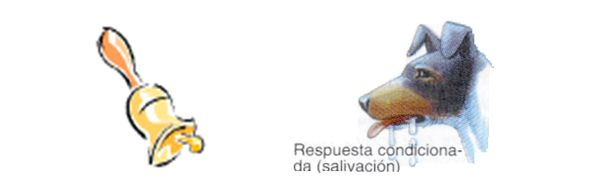 Respuesta condiciona-
da (salivación)